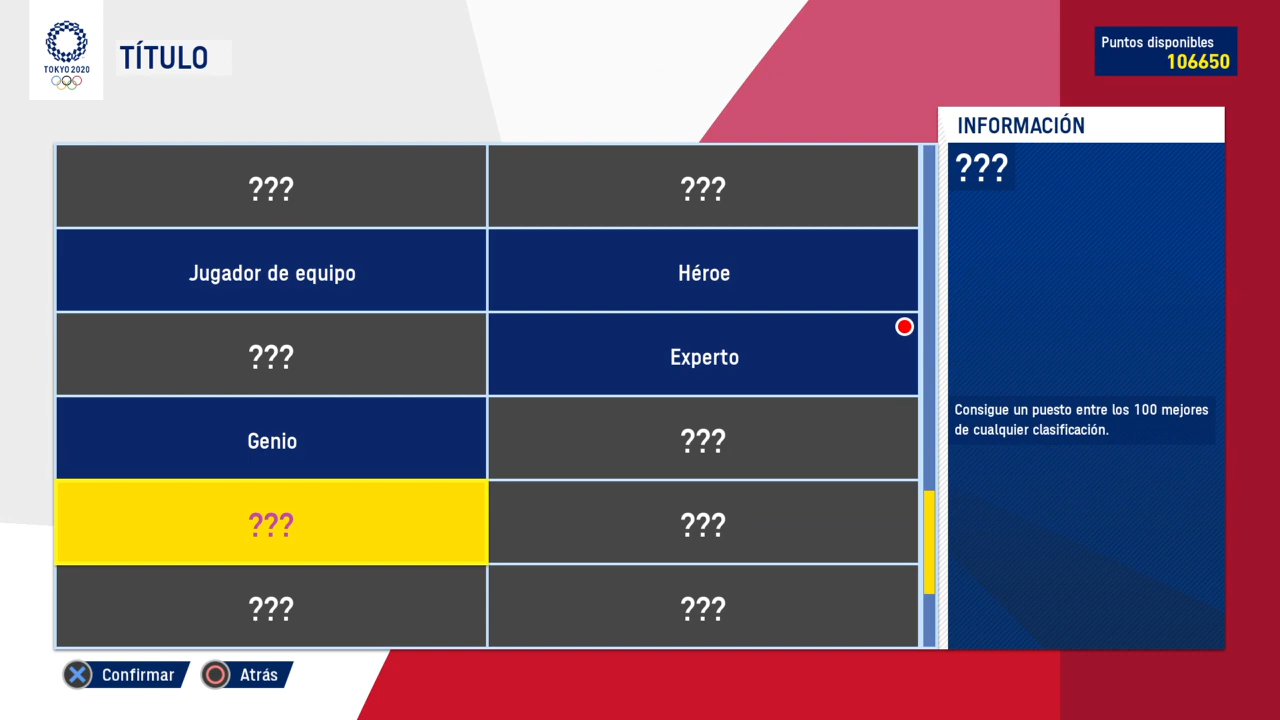 TOKYO 2020
TÍTULO
Puntos disponibles
106650
INFORMACIÓN
???
Consigue un puesto entre los 100 mejores
de cualquier clasificación.
??? ???
Jugador de equipo Héroe
??? Experto
Genio ???
??? ???
??? ???
Confirmar Atrás